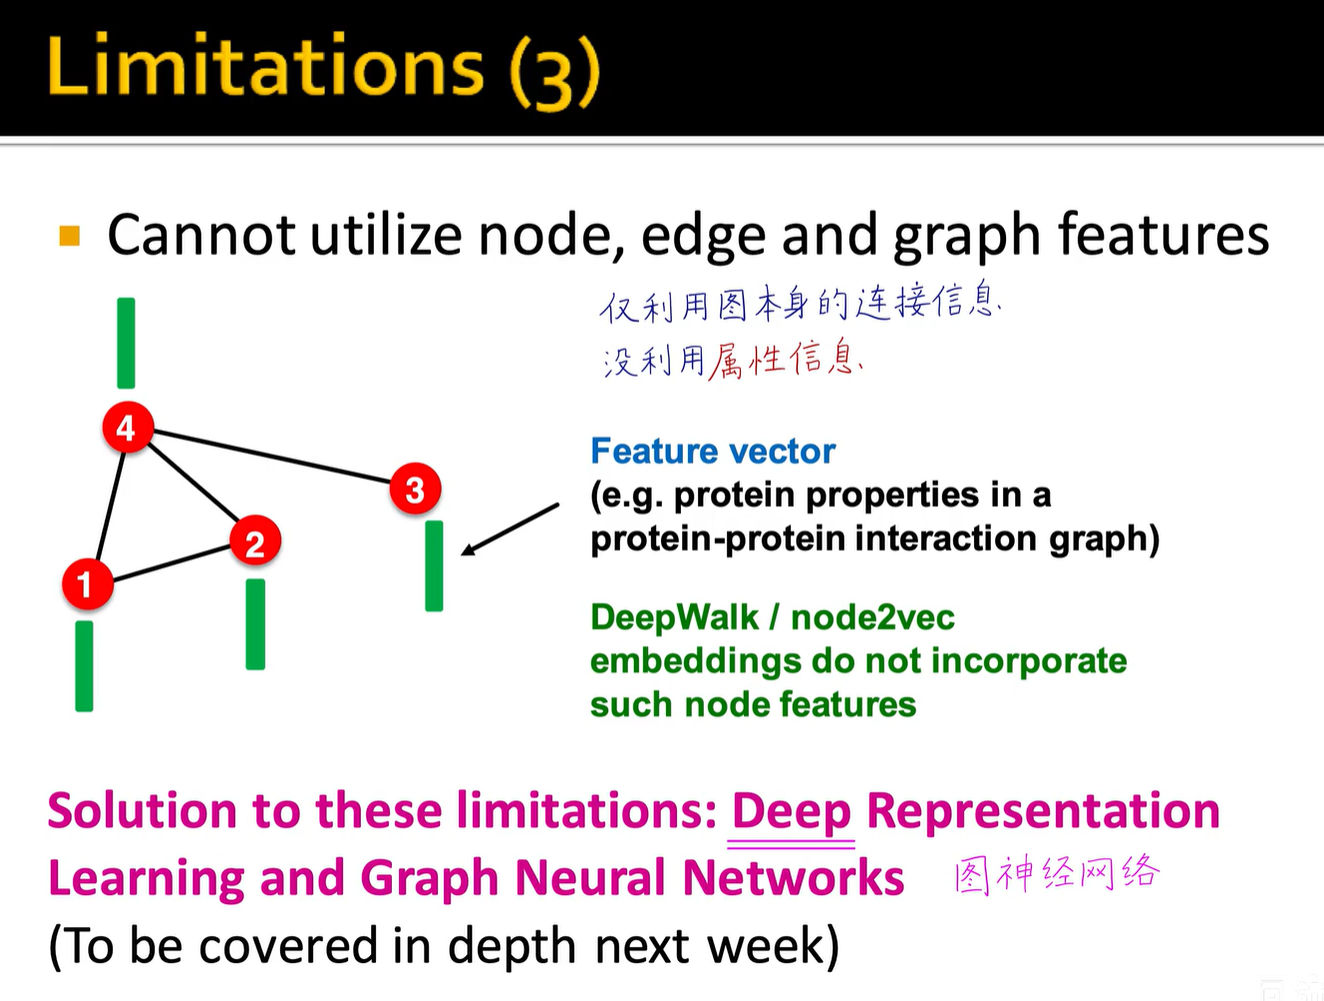 Limitations (3)
Cannot utilize node, edge and graph features
仅利用图本身的连接信息.
没利用属性信息.
4
3
2
1
Feature vector
(e.g. protein properties in a
protein-protein interaction graph)
DeepWalk / node2vec
embeddings do not incorporate
such node features
Solution to these limitations: Deep Representation
Learning and Graph Neural Networks 图神经网络
(To be covered in depth next week)